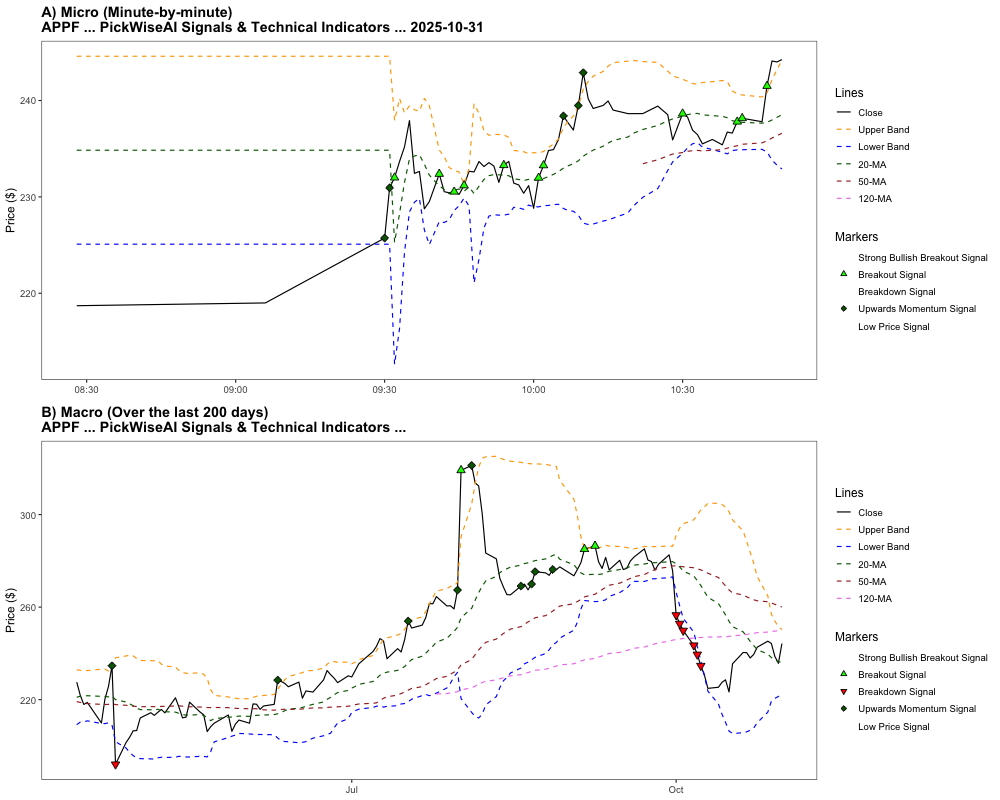 A) Micro (Minute-by-minute)
APPF ... PickWiseAI Signals & Technical Indicators ... 2025-10-31
Price ($)
240
230
220
08:30
09:00
09:30
10:00
10:30
Lines
Close
Upper Band
Lower Band
20-MA
50-MA
120-MA
Markers
Strong Bullish Breakout Signal
Breakout Signal
Breakdown Signal
Upwards Momentum Signal
Low Price Signal
B) Macro (Over the last 200 days)
APPF ... PickWiseAI Signals & Technical Indicators ...
Price ($)
300
260
220
Jul
Oct
Lines
Close
Upper Band
Lower Band
20-MA
50-MA
120-MA
Markers
Strong Bullish Breakout Signal
Breakout Signal
Breakdown Signal
Upwards Momentum Signal
Low Price Signal